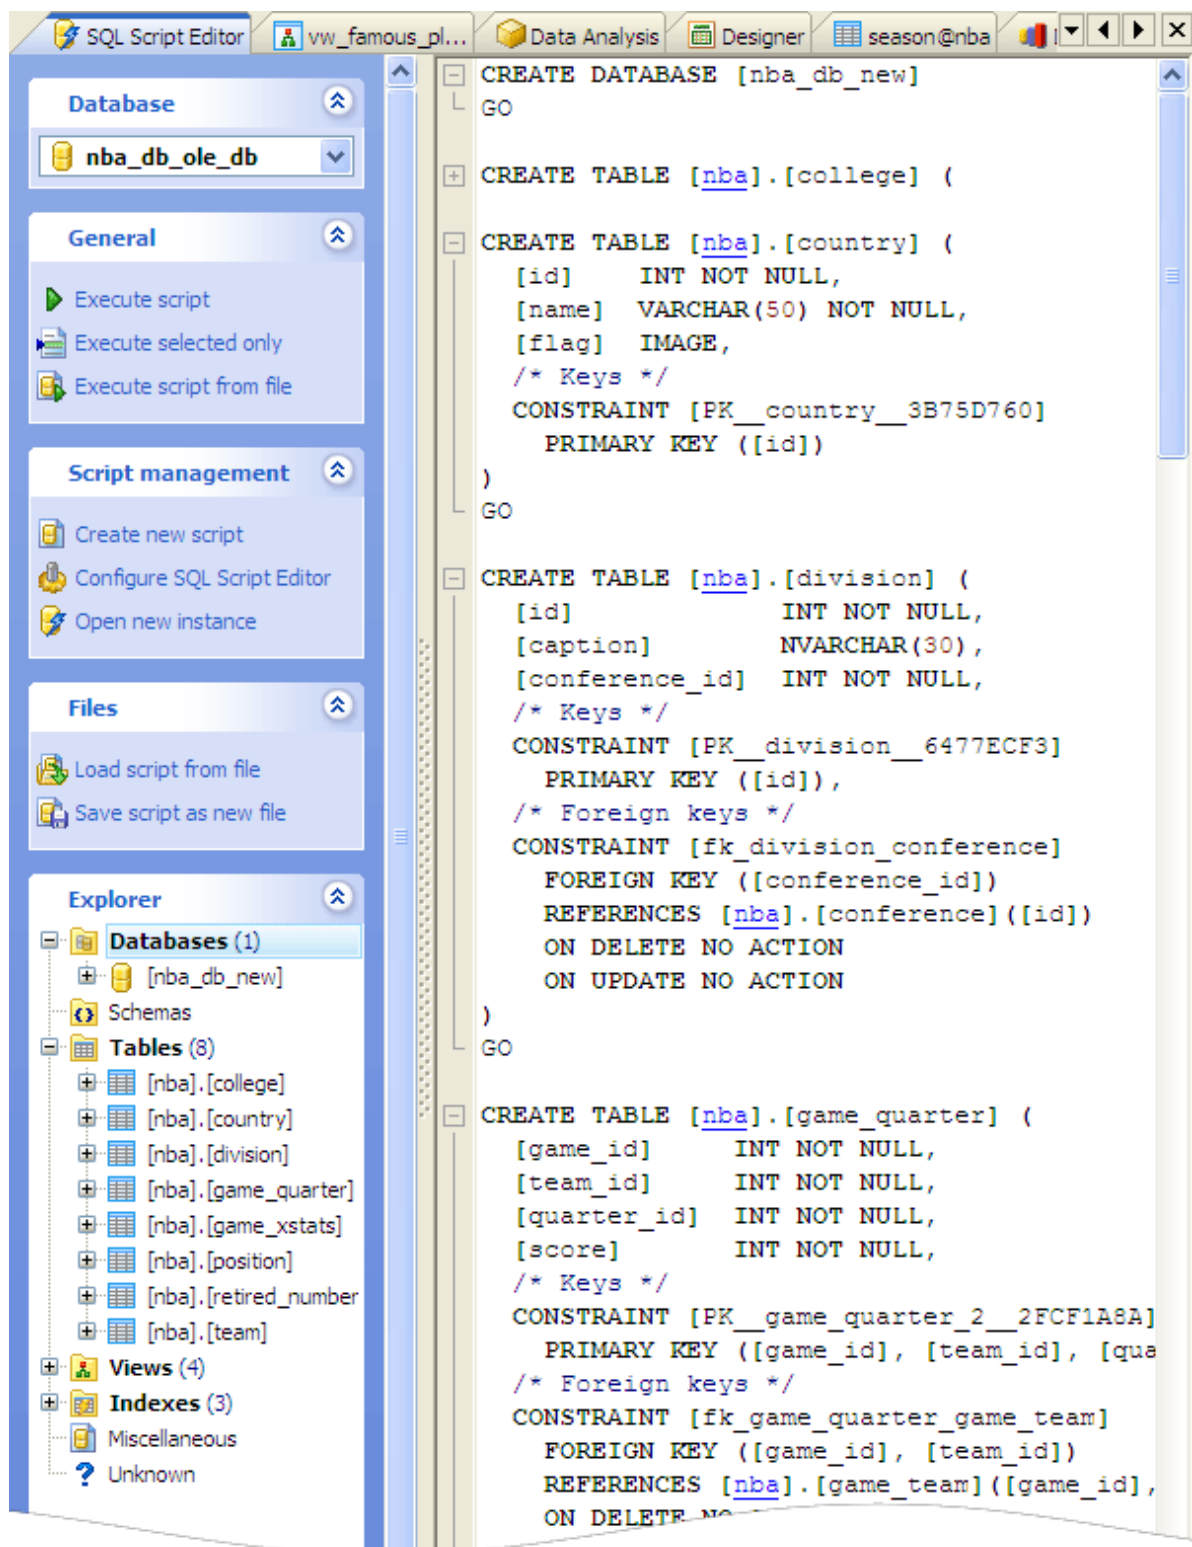 SQL Script Editor
vw_famous_pl...
Data Analysis
Designer
season@nba
Database
nba_db_ole_db
General
Execute script
Execute selected only
Execute script from file
Script management
Create new script
Configure SQL Script Editor
Open new instance
Files
Load script from file
Save script as new file
Explorer
Databases (1)
[nba_db_new]
Schemas
Tables (8)
[nba].[college]
[nba].[country]
[nba].[division]
[nba].[game_quarter]
[nba].[game_xstats]
[nba].[position]
[nba].[retired_number
[nba].[team]
Views (4)
Indexes (3)
Miscellaneous
? Unknown
CREATE DATABASE [nba_db_new]
GO
CREATE TABLE [nba].[college] (
CREATE TABLE [nba].[country] (
[id] INT NOT NULL,
[name] VARCHAR(50) NOT NULL,
[flag] IMAGE,
/* Keys */
CONSTRAINT [PK__country__3B75D760]
PRIMARY KEY ([id])
)
GO
CREATE TABLE [nba].[division] (
[id] INT NOT NULL,
[caption] NVARCHAR(30),
[conference_id] INT NOT NULL,
/* Keys */
CONSTRAINT [PK__division__6477ECF3]
PRIMARY KEY ([id]),
/* Foreign keys */
CONSTRAINT [fk_division_conference]
FOREIGN KEY ([conference_id])
REFERENCES [nba].[conference]([id])
ON DELETE NO ACTION
ON UPDATE NO ACTION
)
GO
CREATE TABLE [nba].[game_quarter] (
[game_id] INT NOT NULL,
[team_id] INT NOT NULL,
[quarter_id] INT NOT NULL,
[score] INT NOT NULL,
/* Keys */
CONSTRAINT [PK__game_quarter_2__2FCF1A8A]
PRIMARY KEY ([game_id], [team_id], [qua
/* Foreign keys */
CONSTRAINT [fk_game_quarter_game_team]
FOREIGN KEY ([game_id], [team_id])
REFERENCES [nba].[game_team]([game_id],
ON DELETE NO